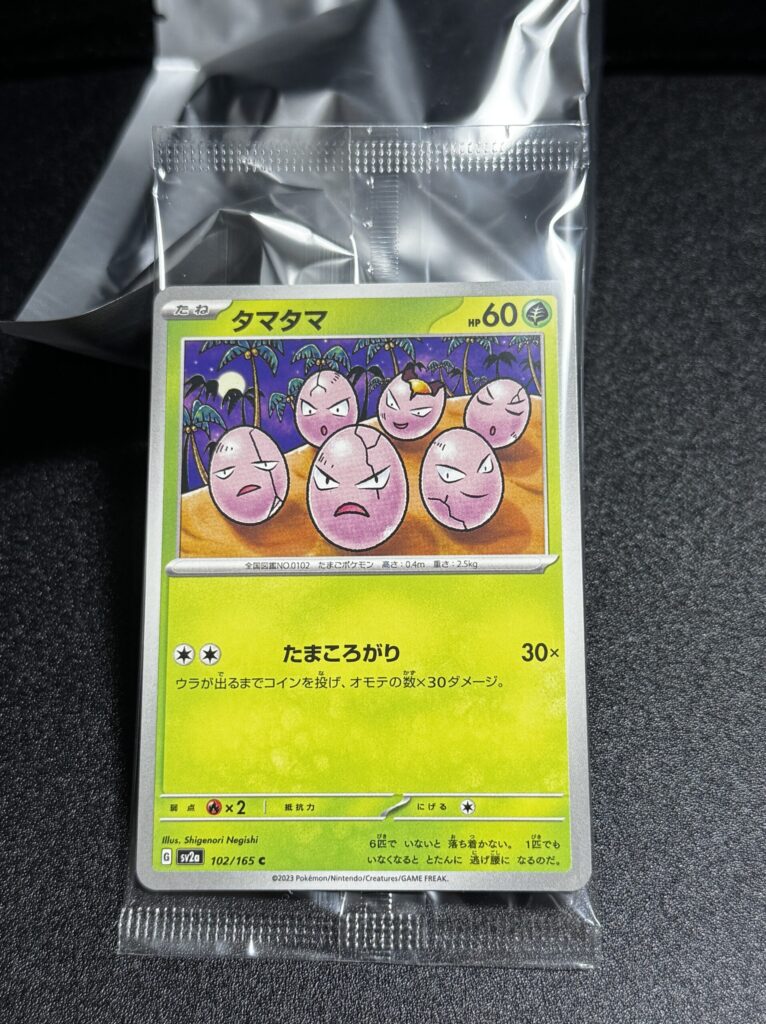 たね タマタマ HP60
全国図鑑NO.0102 たまごポケモン 高さ:0.4m 重さ:2.5kg
たまころがり 30×
ウラが出るまでコインを投げ、オモテの数×30ダメージ。
弱点 ×2 抵抗力 にげる
Illus. Shigenori Negishi
G sv2a 102/165 C
6匹で いないと 落ち着かない。 1匹でも
いなくなると とたんに 逃げ腰に なるのだ。
©2023 Pokémon/Nintendo/Creatures/GAME FREAK.